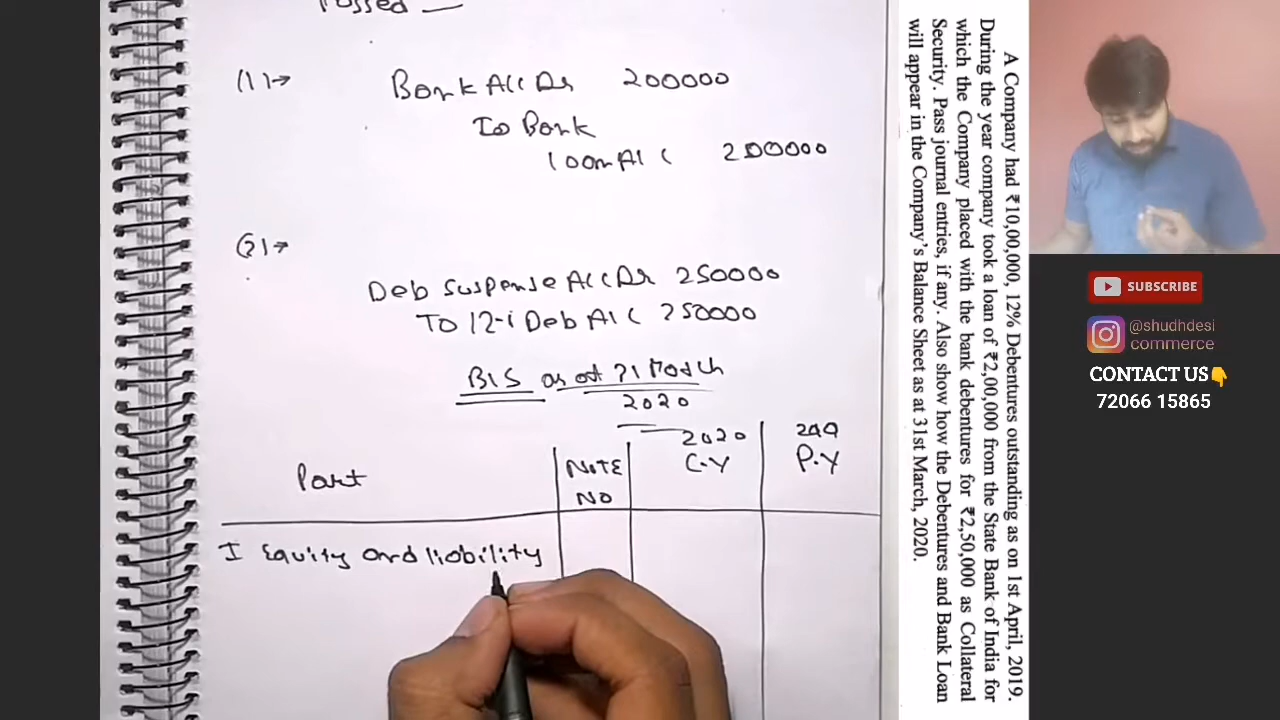 Passed —
(1)→ Bank A/c Dr 200000
To Bank
loan A/c 200000
(2)→
Deb Suspense A/c Dr 250000
To 12% Deb A/c 250000
B/S as at 31 March
2020
Part
NOTE
NO
2020
C.Y
2019
P.Y
I Equity and liability
A Company had ₹10,00,000, 12% Debentures outstanding as on 1st April, 2019.
During the year company took a loan of ₹2,00,000 from the State Bank of India for
which the Company placed with the bank debentures for ₹2,50,000 as Collateral
Security. Pass journal entries, if any. Also show how the Debentures and Bank Loan
will appear in the Company's Balance Sheet as at 31st March, 2020.
SUBSCRIBE
@shudhdesi
commerce
CONTACT US👇
72066 15865